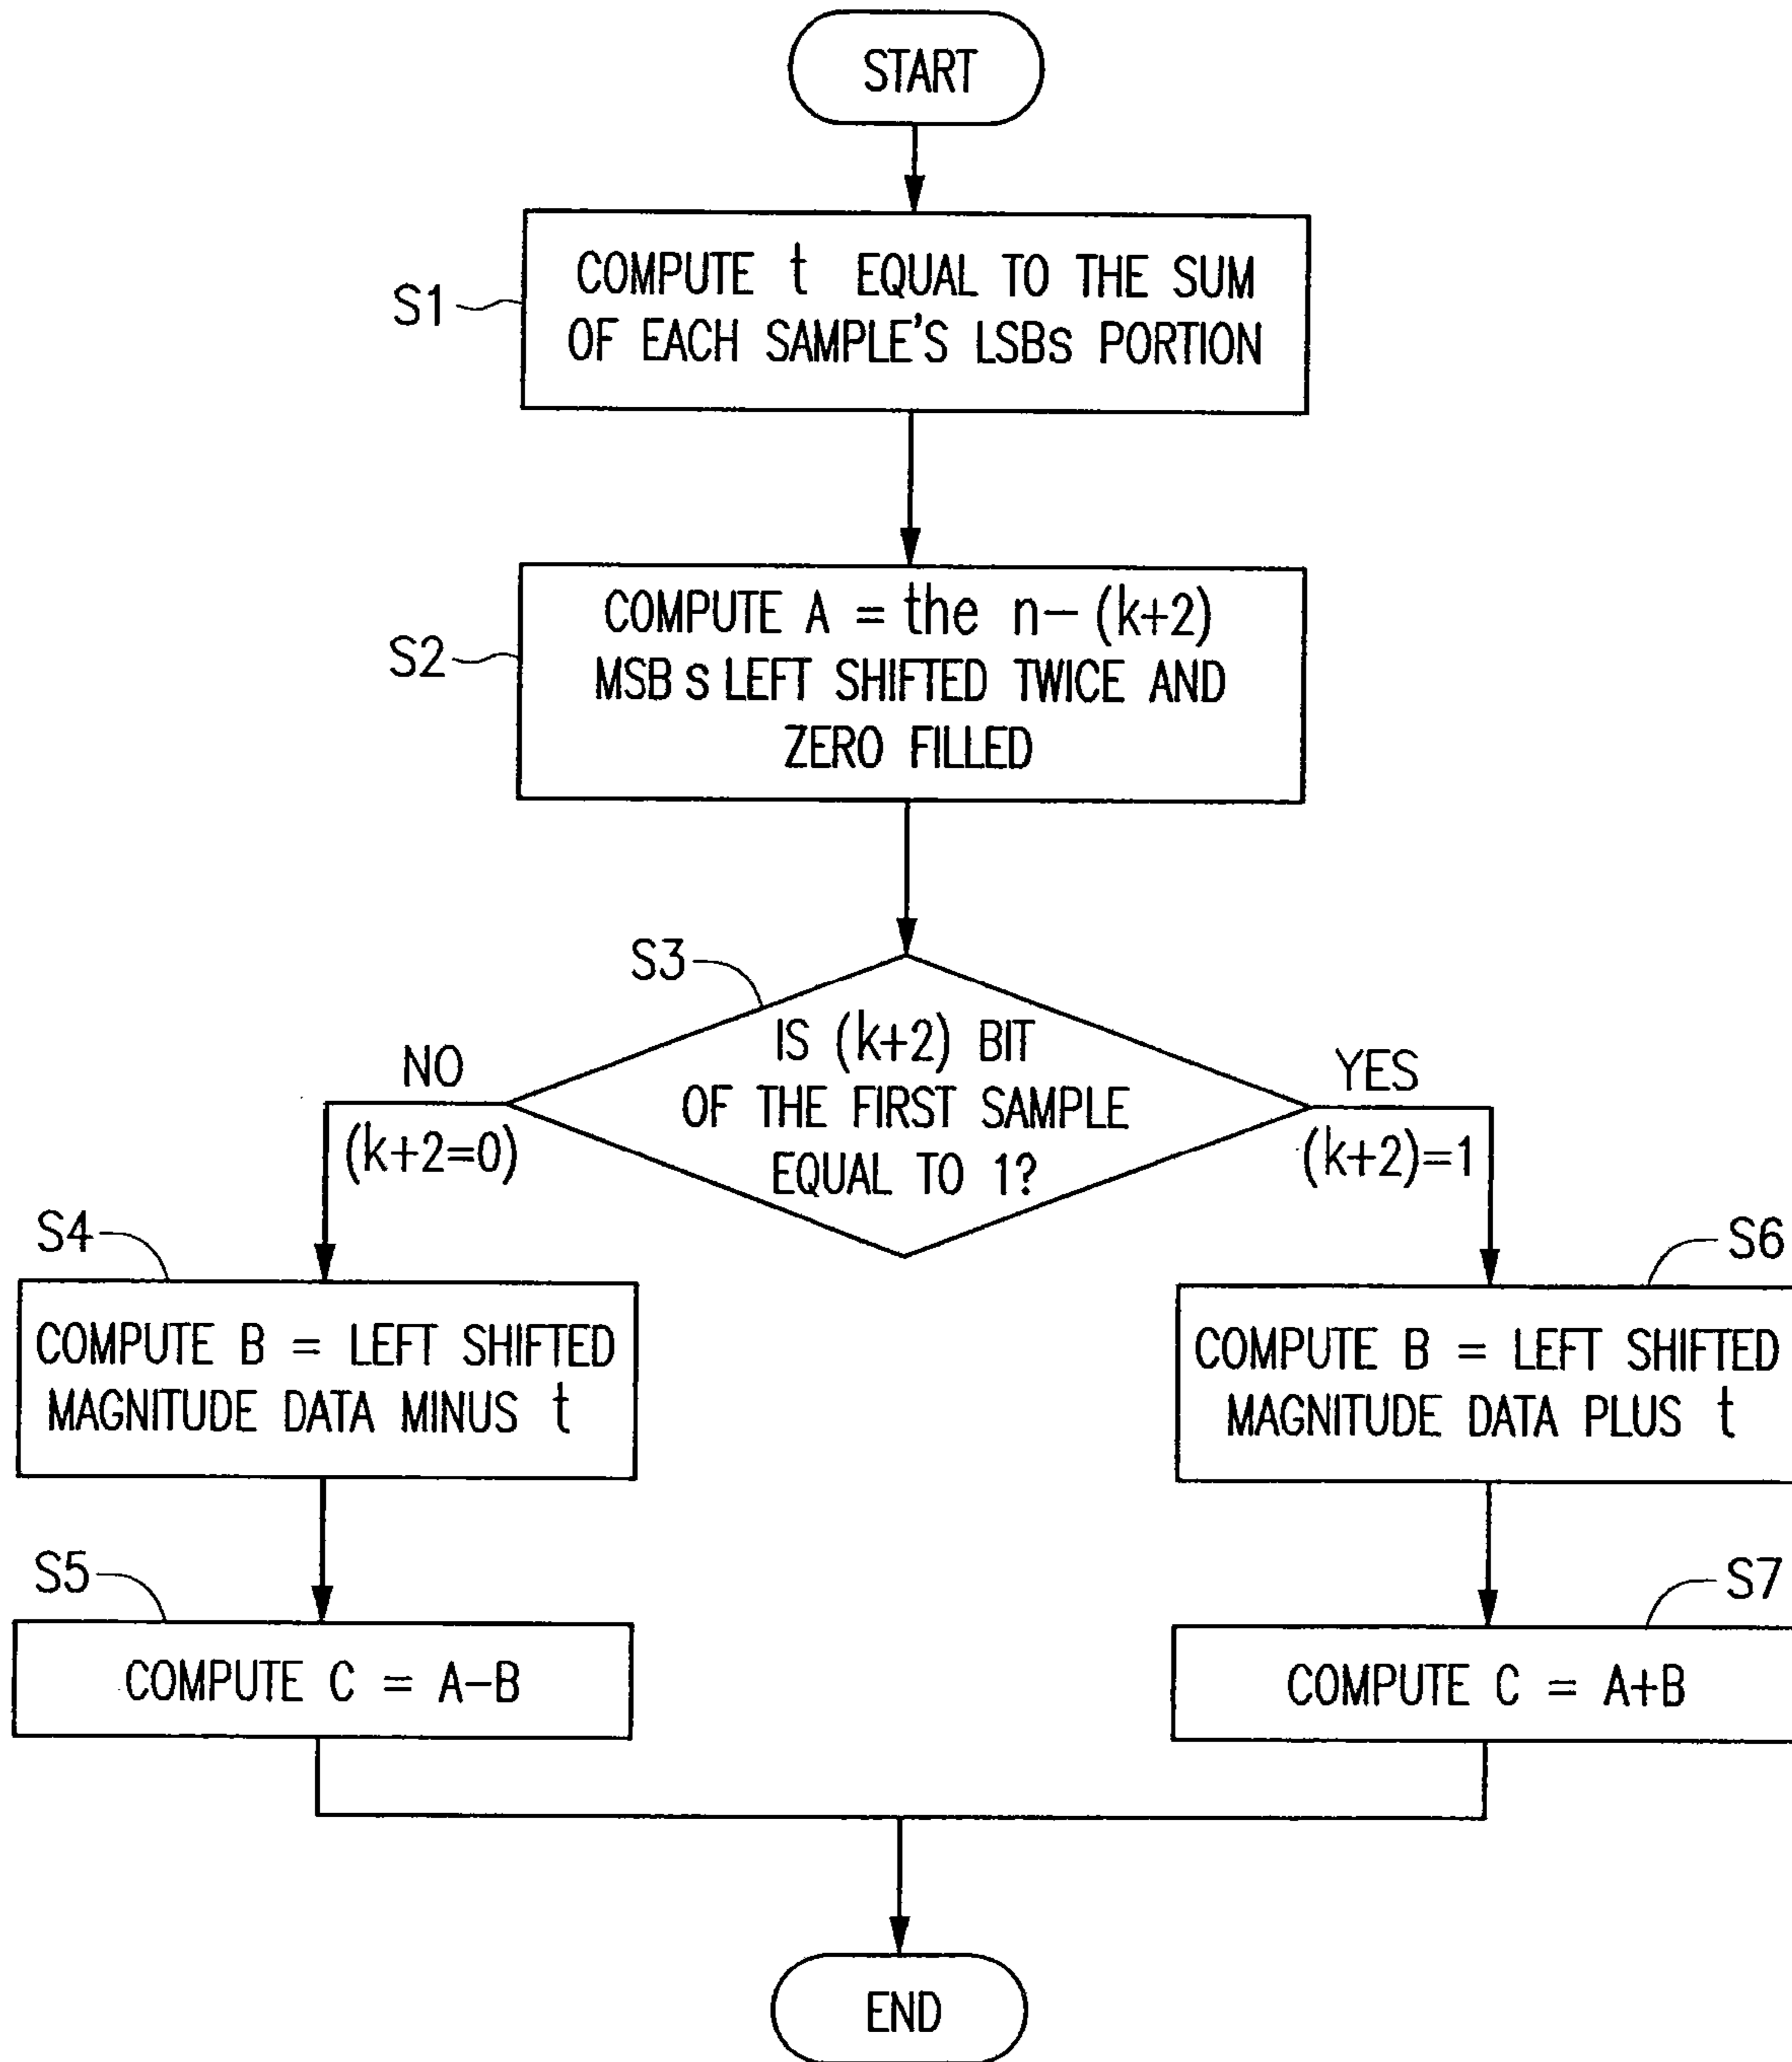 START
S1
COMPUTE t EQUAL TO THE SUM
OF EACH SAMPLE'S LSBs PORTION
S2
COMPUTE A = the n-(k+2)
MSBs LEFT SHIFTED TWICE AND
ZERO FILLED
S3
IS (k+2) BIT
OF THE FIRST SAMPLE
EQUAL TO 1?
NO
(k+2=0)
YES
(k+2)=1
S4
COMPUTE B = LEFT SHIFTED
MAGNITUDE DATA MINUS t
S6
COMPUTE B = LEFT SHIFTED
MAGNITUDE DATA PLUS t
S5
COMPUTE C = A-B
S7
COMPUTE C = A+B
END